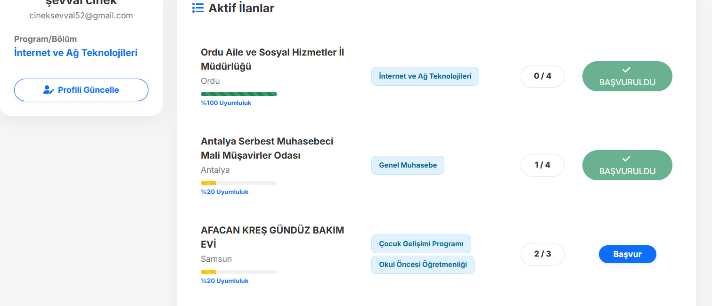 şevval cinek
cineksevval52@gmail.com
Program/Bölüm
İnternet ve Ağ Teknolojileri
Profili Güncelle
Aktif İlanlar
Ordu Aile ve Sosyal Hizmetler İl
Müdürlüğü
Ordu
%100 Uyumluluk
İnternet ve Ağ Teknolojileri
0 / 4
BAŞVURULDU
Antalya Serbest Muhasebeci
Mali Müşavirler Odası
Antalya
%20 Uyumluluk
Genel Muhasebe
1 / 4
BAŞVURULDU
AFACAN KREŞ GÜNDÜZ BAKIM
EVİ
Samsun
%20 Uyumluluk
Çocuk Gelişimi Programı
Okul Öncesi Öğretmenliği
2 / 3
Başvur